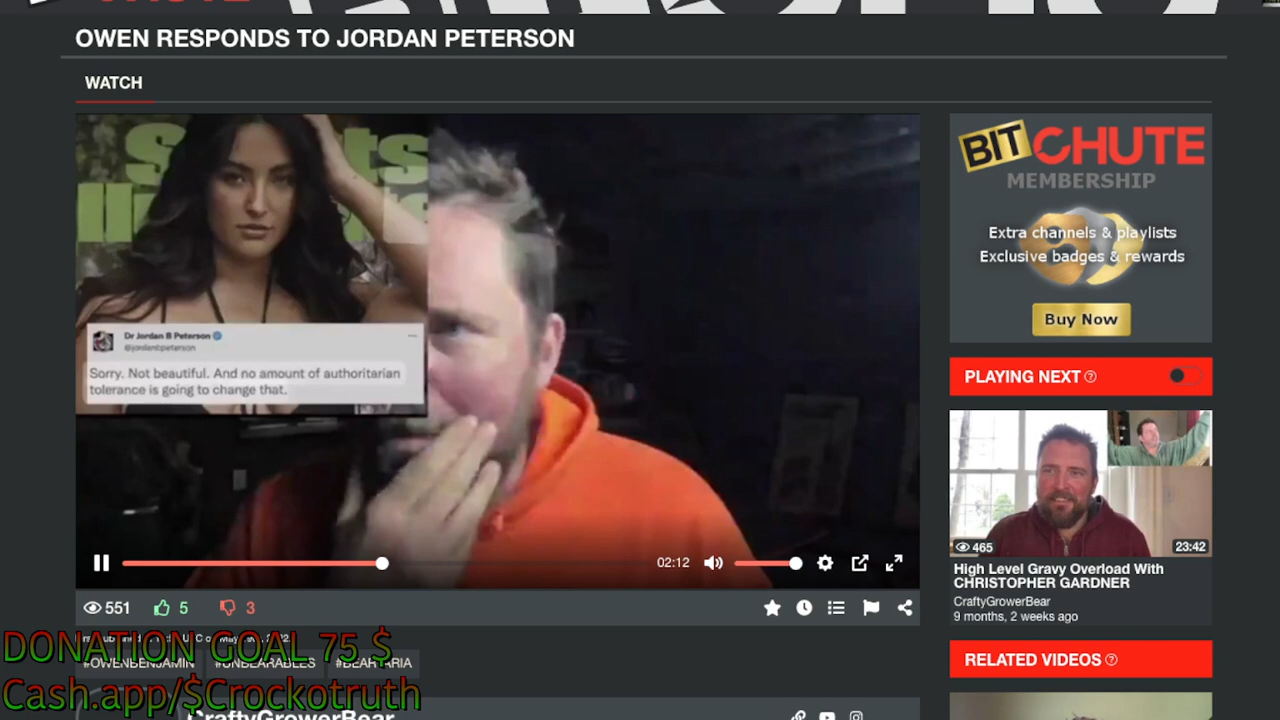 OWEN RESPONDS TO JORDAN PETERSON
WATCH
Sports
Dr Jordan B Peterson
@jordanbpeterson
Sorry. Not beautiful. And no amount of authoritarian
tolerance is going to change that.
02:12
551
5
3
#OWENBENJAMIN
#UNBEARABLES
DONATION GOAL 75 $
Cash.app/$Crockotruth
CraftyGrowerBear
BIT CHUTE
MEMBERSHIP
Extra channels & playlists
Exclusive badges & rewards
Buy Now
PLAYING NEXT
465
23:42
High Level Gravy Overload With
CHRISTOPHER GARDNER
CraftyGrowerBear
9 months, 2 weeks ago
RELATED VIDEOS